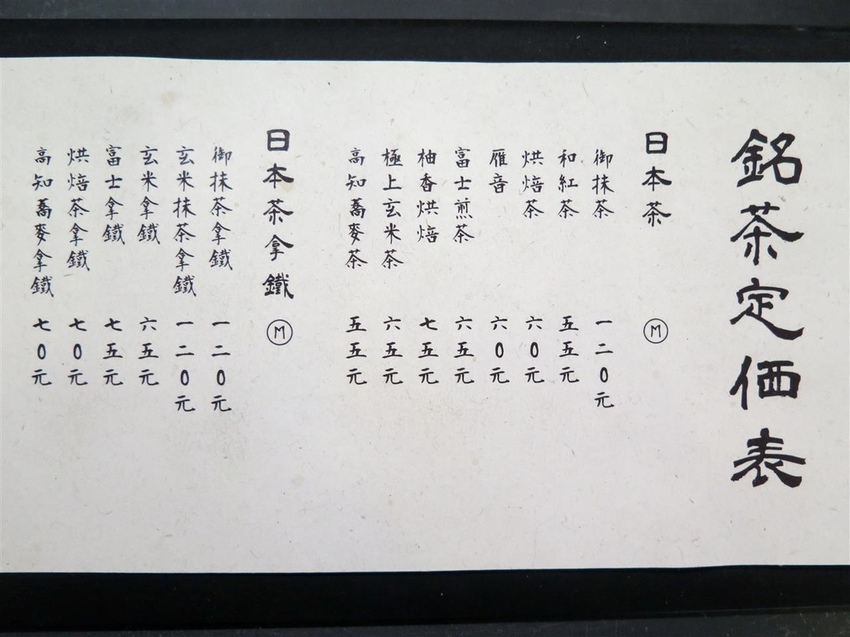 銘茶定価表
日本茶 Ⓜ
御抹茶 一二0元
和紅茶 五五元
烘焙茶 六0元
雁音 六0元
富士煎茶 六五元
柚香烘焙 七五元
極上玄米茶 六五元
高知蕎麥茶 五五元
日本茶拿鐵 Ⓜ
御抹茶拿鐵 一二0元
玄米抹茶拿鐵 一二0元
玄米拿鐵 六五元
富士拿鐵 七五元
烘焙茶拿鐵 七0元
高知蕎麥拿鐵 七0元